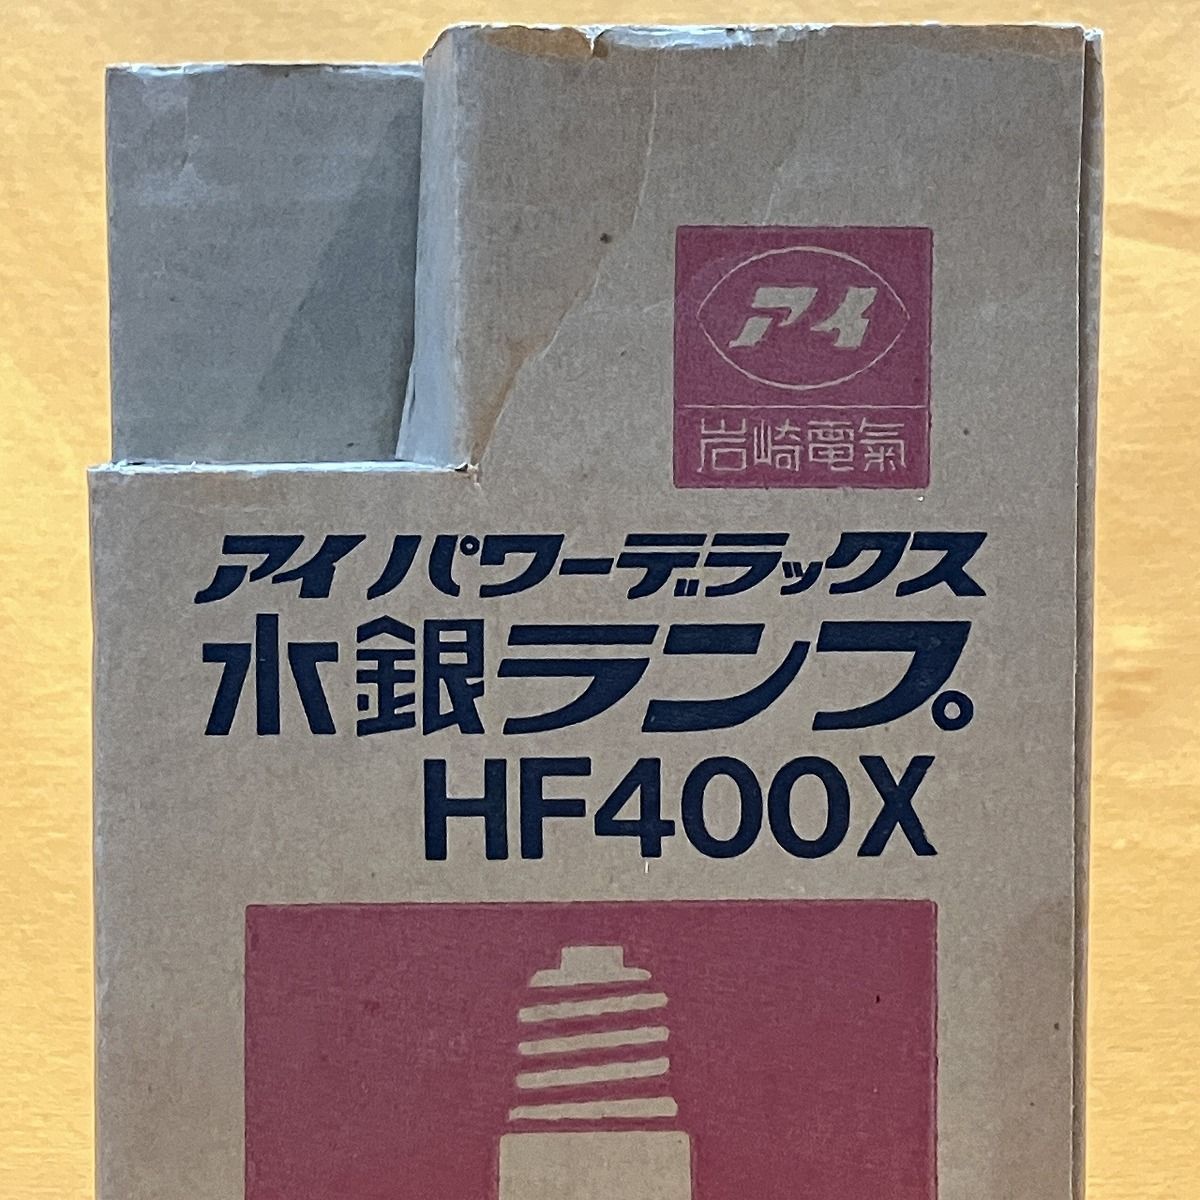 アイ
岩崎電氣
アイ パワーデラックス
水銀ランプ
HF400X